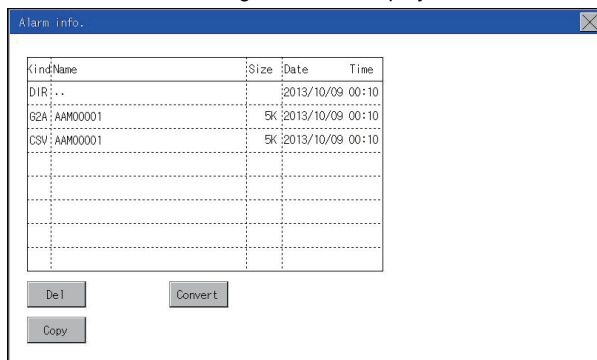 Alarm info.
Kind Name Size Date Time
DIR .. 2013/10/09 00:10
G2A AAM00001 5K 2013/10/09 00:10
CSV AAM00001 5K 2013/10/09 00:10
Del Convert
Copy